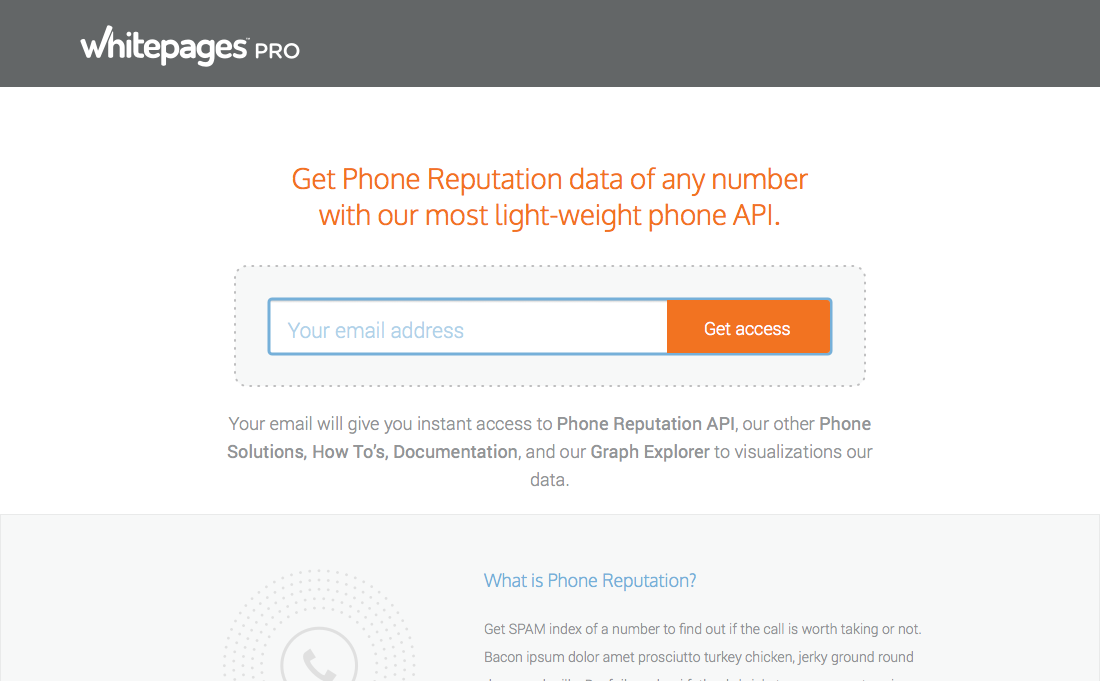 whitepages™ PRO
Get Phone Reputation data of any number
with our most light-weight phone API.
Your email address
Get access
Your email will give you instant access to Phone Reputation API, our other Phone
Solutions, How To's, Documentation, and our Graph Explorer to visualizations our
data.
What is Phone Reputation?
Get SPAM index of a number to find out if the call is worth taking or not.
Bacon ipsum dolor amet prosciutto turkey chicken, jerky ground round